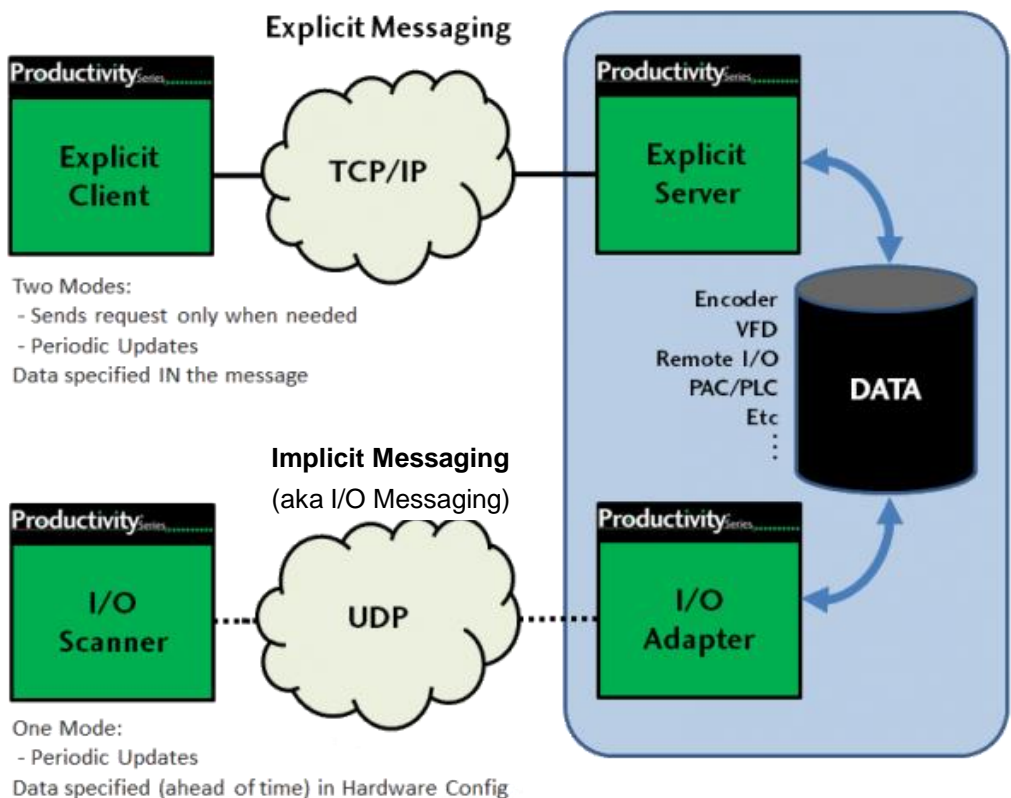 Explicit Messaging
Productivity Series
Explicit
Client
TCP/IP
Productivity Series
Explicit
Server
Two Modes:
- Sends request only when needed
- Periodic Updates
Data specified IN the message
Encoder
VFD
Remote I/O
PAC/PLC
Etc
DATA
Implicit Messaging
(aka I/O Messaging)
Productivity Series
I/O
Scanner
UDP
Productivity Series
I/O
Adapter
One Mode:
- Periodic Updates
Data specified (ahead of time) in Hardware Config